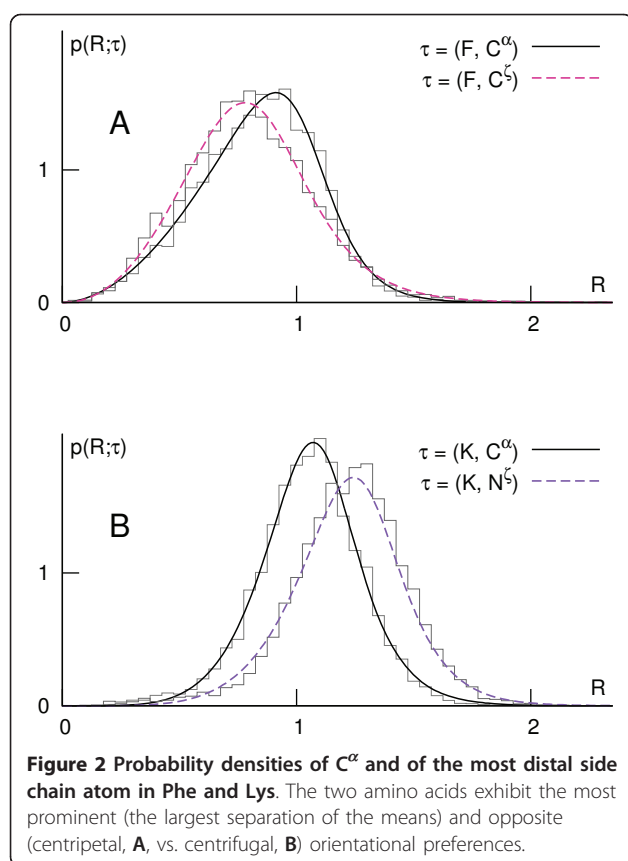 p(R;τ)
τ = (F, Cα)
τ = (F, Cζ)
A
1
0
0 1 2 R
p(R;τ)
τ = (K, Cα)
τ = (K, Nζ)
B
1
0
0 1 2 R
Figure 2 Probability densities of Cα and of the most distal side
chain atom in Phe and Lys. The two amino acids exhibit the most
prominent (the largest separation of the means) and opposite
(centripetal, A, vs. centrifugal, B) orientational preferences.